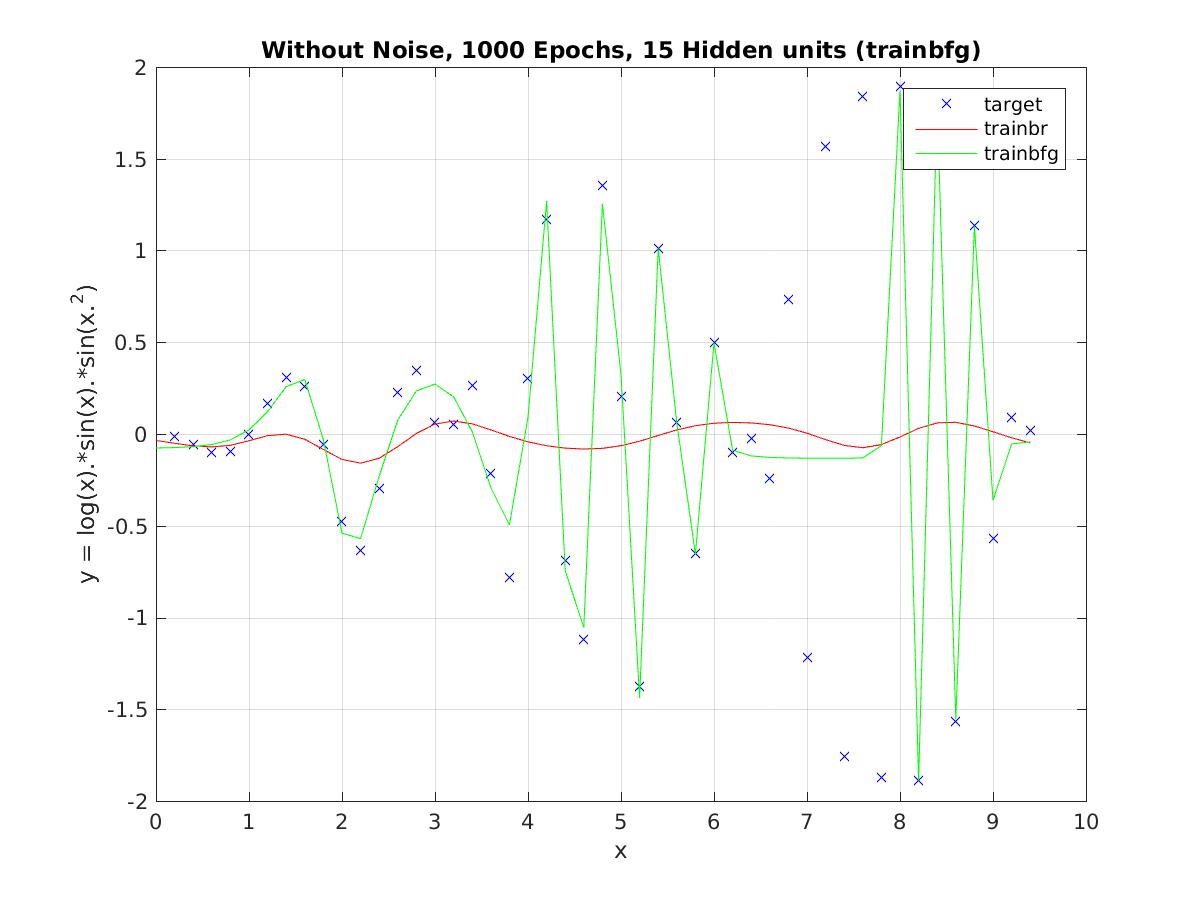 Without Noise, 1000 Epochs, 15 Hidden units (trainbfg)
2
1.5
1
0.5
0
-0.5
-1
-1.5
-2
y = log(x).*sin(x).*sin(x.^2)
target
trainbr
trainbfg
0 1 2 3 4 5 6 7 8 9 10
x